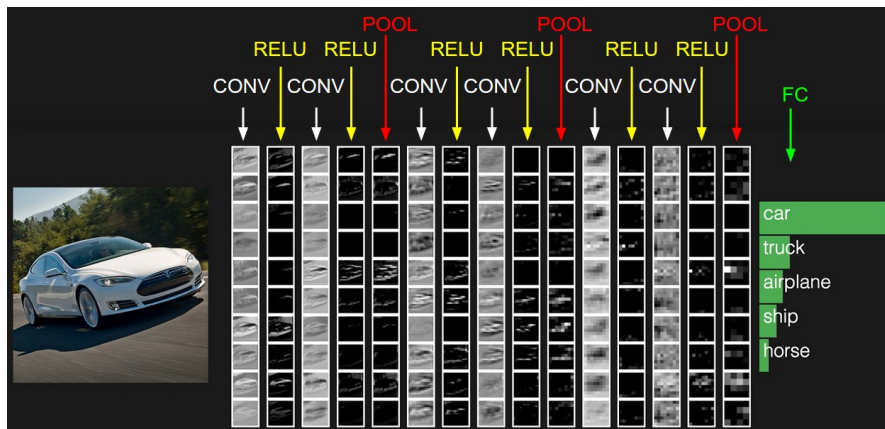 POOL POOL POOL
RELU RELU RELU RELU RELU RELU
CONV CONV CONV CONV CONV CONV
FC
car
truck
airplane
ship
horse